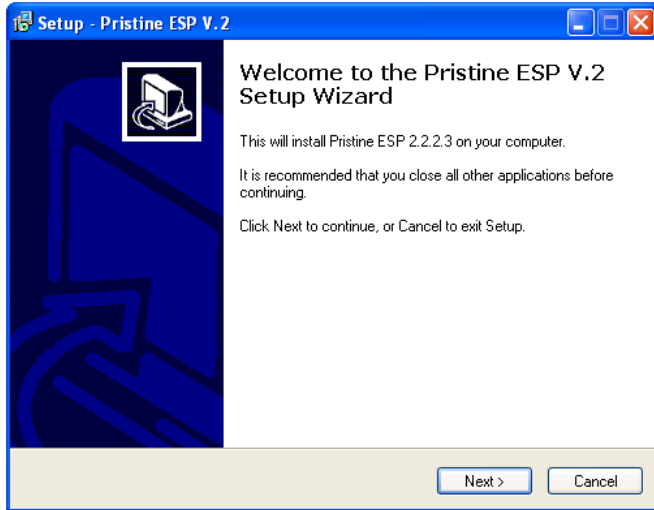 Setup - Pristine ESP V.2
Welcome to the Pristine ESP V.2
Setup Wizard
This will install Pristine ESP 2.2.2.3 on your computer.
It is recommended that you close all other applications before
continuing.
Click Next to continue, or Cancel to exit Setup.
Next >
Cancel